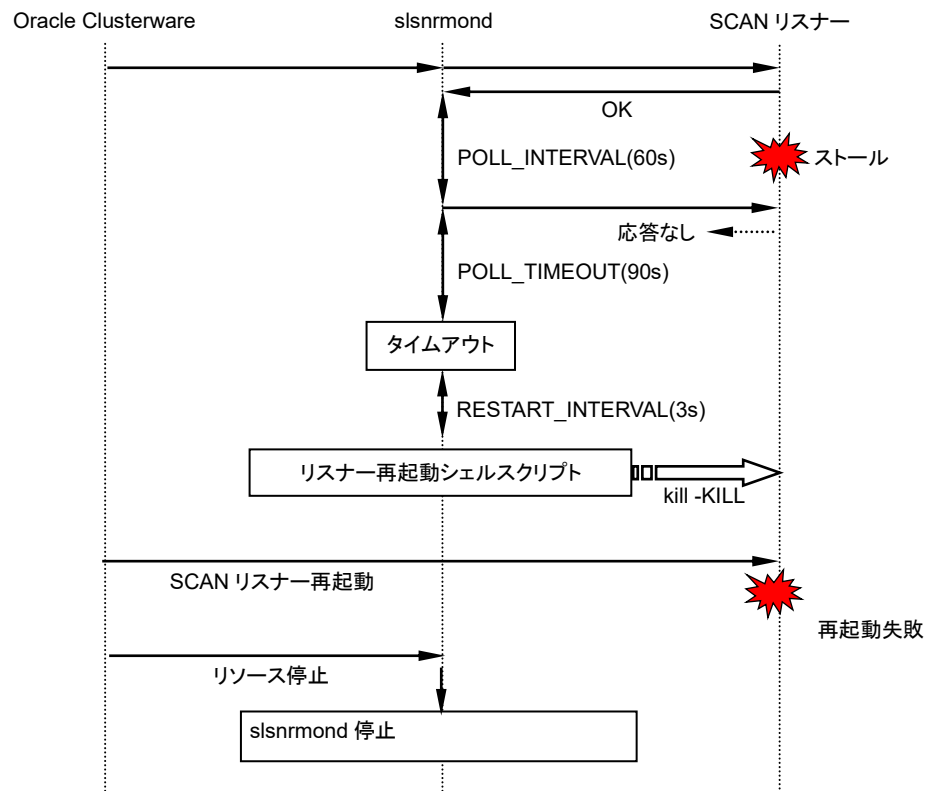 Oracle Clusterware
slsnrmond
SCAN リスナー
OK
POLL_INTERVAL(60s)
ストール
応答なし
POLL_TIMEOUT(90s)
タイムアウト
RESTART_INTERVAL(3s)
リスナー再起動シェルスクリプト
kill -KILL
SCAN リスナー再起動
再起動失敗
リソース停止
slsnrmond 停止